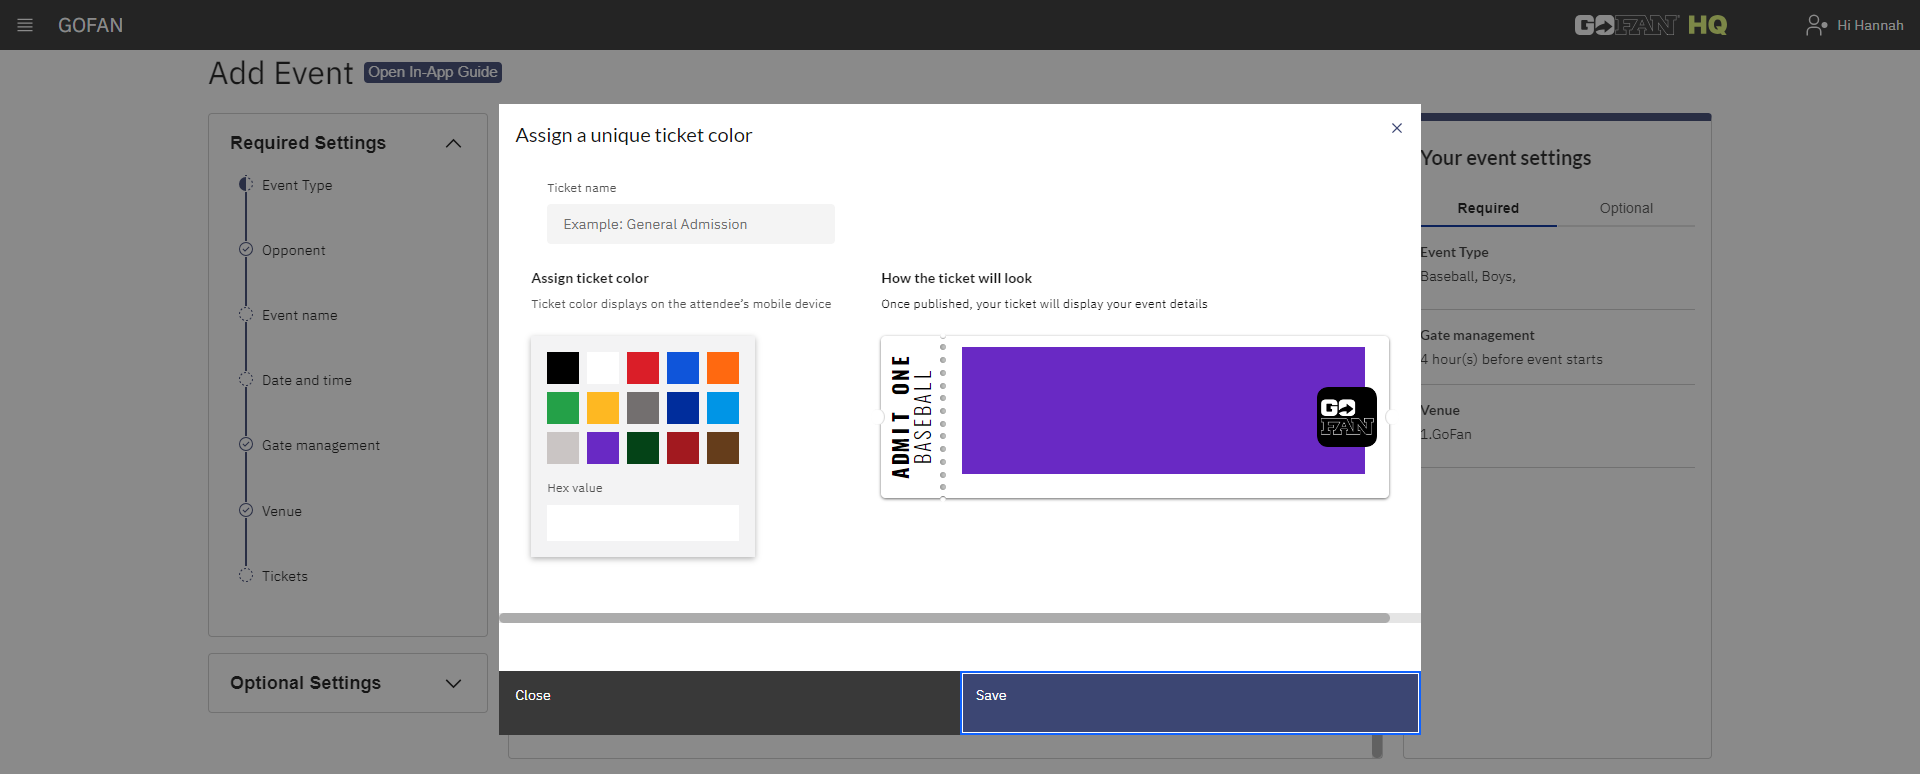 GOFAN
GOFAN HQ
Hi Hannah
Add Event
Open In-App Guide
Required Settings
Event Type
Opponent
Event name
Date and time
Gate management
Venue
Tickets
Optional Settings
Assign a unique ticket color
Ticket name
Example: General Admission
Assign ticket color
Ticket color displays on the attendee's mobile device
Hex value
How the ticket will look
Once published, your ticket will display your event details
ADMIT ONE
BASEBALL
GO
FAN
Close
Save
Your event settings
Required
Optional
Event Type
Baseball, Boys,
Gate management
4 hour(s) before event starts
Venue
1.GoFan